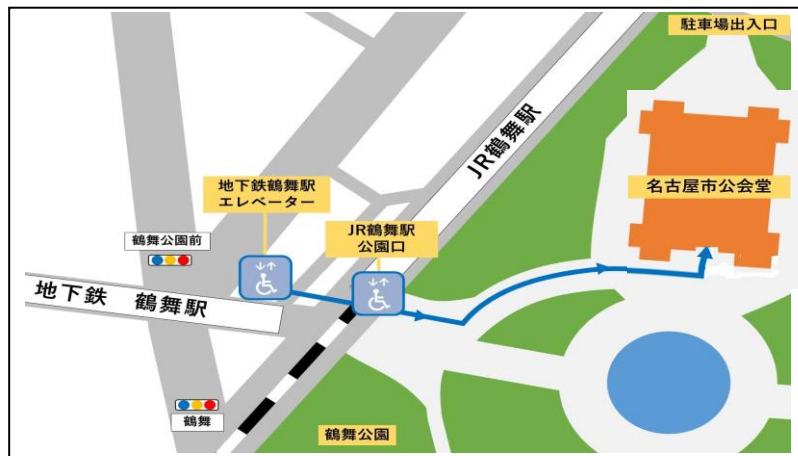 駐車場出入口
JR鶴舞駅
地下鉄鶴舞駅
エレベーター
名古屋市公会堂
JR鶴舞駅
公園口
鶴舞公園前
地下鉄 鶴舞駅
鶴舞
鶴舞公園